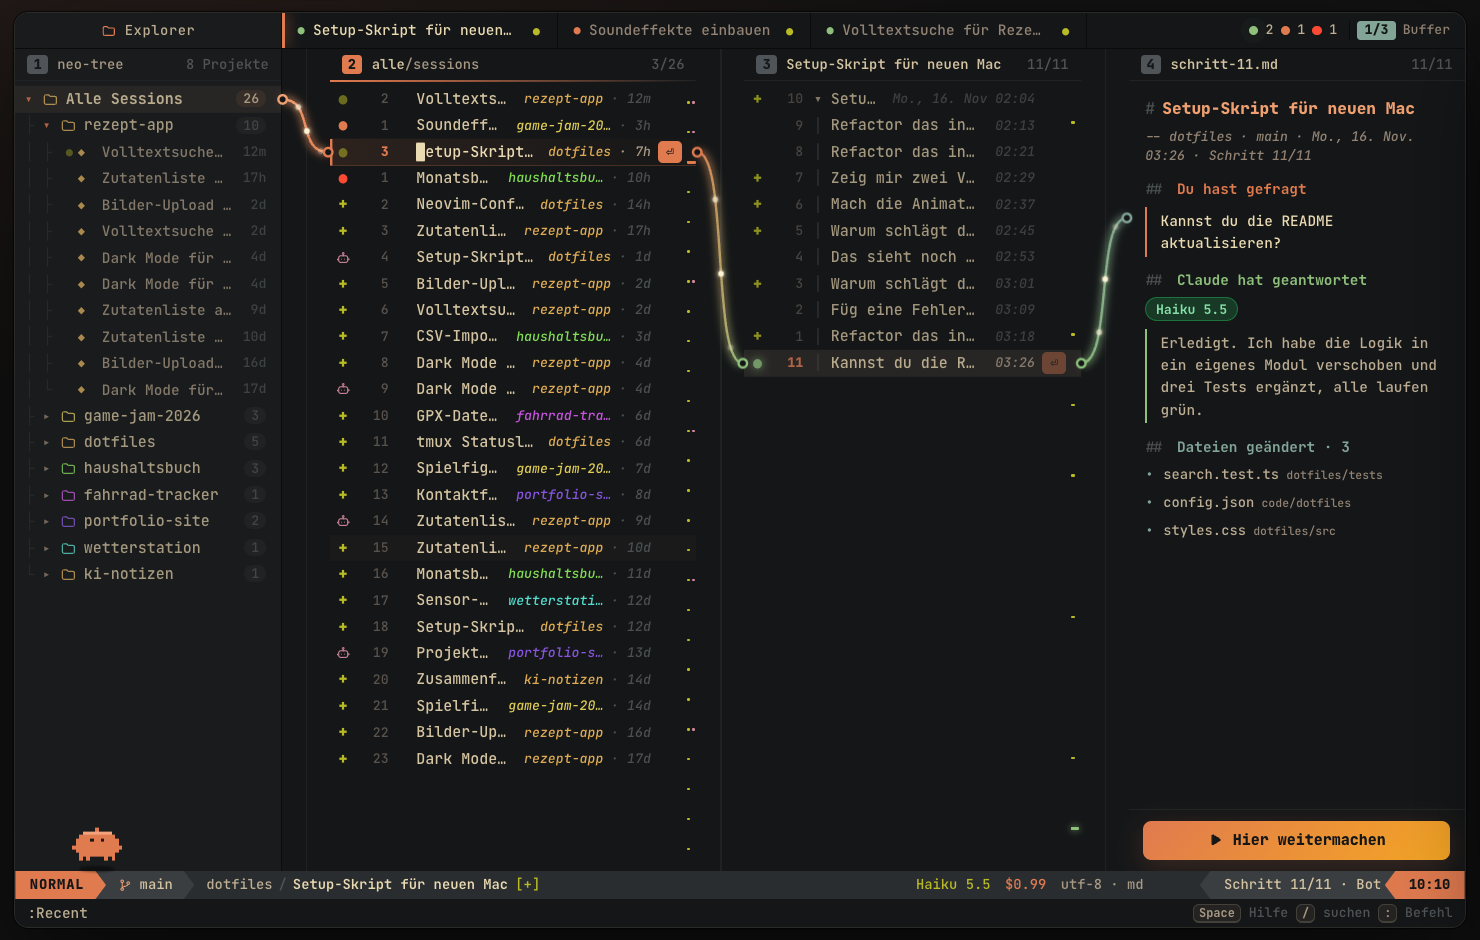 Explorer
Setup-Skript für neuen…
Soundeffekte einbauen
Volltextsuche für Reze…
2 1 1 1/3 Buffer
1 neo-tree 8 Projekte
Alle Sessions 26
rezept-app 10
Volltextsuche… 12m
Zutatenliste … 17h
Bilder-Upload … 2d
Volltextsuche … 2d
Dark Mode für … 4d
Dark Mode für … 4d
Zutatenliste a… 9d
Zutatenliste … 10d
Bilder-Upload… 16d
Dark Mode für… 17d
game-jam-2026 3
dotfiles 5
haushaltsbuch 3
fahrrad-tracker 1
portfolio-site 2
wetterstation 1
ki-notizen 1
2 alle/sessions 3/26
2 Volltexts… rezept-app · 12m
1 Soundeff… game-jam-20… · 3h
3 Setup-Skript… dotfiles · 7h
1 Monatsb… haushaltsbu… · 10h
2 Neovim-Conf… dotfiles · 14h
3 Zutatenli… rezept-app · 17h
4 Setup-Skript… dotfiles · 1d
5 Bilder-Upl… rezept-app · 2d
6 Volltextsu… rezept-app · 2d
7 CSV-Impo… haushaltsbu… · 3d
8 Dark Mode … rezept-app · 4d
9 Dark Mode … rezept-app · 4d
10 GPX-Date… fahrrad-tra… · 6d
11 tmux Statusl… dotfiles · 6d
12 Spielfig… game-jam-20… · 7d
13 Kontaktf… portfolio-s… · 8d
14 Zutatenlis… rezept-app · 9d
15 Zutatenli… rezept-app · 10d
16 Monatsb… haushaltsbu… · 11d
17 Sensor-… wetterstati… · 12d
18 Setup-Skrip… dotfiles · 12d
19 Projekt… portfolio-s… · 13d
20 Zusammenf… ki-notizen · 14d
21 Spielfi… game-jam-20… · 14d
22 Bilder-Up… rezept-app · 16d
23 Dark Mode… rezept-app · 17d
3 Setup-Skript für neuen Mac 11/11
10 Setu… Mo., 16. Nov 02:04
9 Refactor das in… 02:13
8 Refactor das in… 02:21
7 Zeig mir zwei V… 02:29
6 Mach die Animat… 02:37
5 Warum schlägt d… 02:45
4 Das sieht noch … 02:53
3 Warum schlägt d… 03:01
2 Füg eine Fehler… 03:09
1 Refactor das in… 03:18
11 Kannst du die R… 03:26
4 schritt-11.md 11/11
# Setup-Skript für neuen Mac
-- dotfiles · main · Mo., 16. Nov.
03:26 · Schritt 11/11
## Du hast gefragt
Kannst du die README
aktualisieren?
## Claude hat geantwortet
Haiku 5.5
Erledigt. Ich habe die Logik in
ein eigenes Modul verschoben und
drei Tests ergänzt, alle laufen
grün.
## Dateien geändert · 3
• search.test.ts dotfiles/tests
• config.json code/dotfiles
• styles.css dotfiles/src
Hier weitermachen
NORMAL main dotfiles / Setup-Skript für neuen Mac [+]
Haiku 5.5 $0.99 utf-8 · md Schritt 11/11 · Bot 10:10
:Recent
Space Hilfe / suchen : Befehl